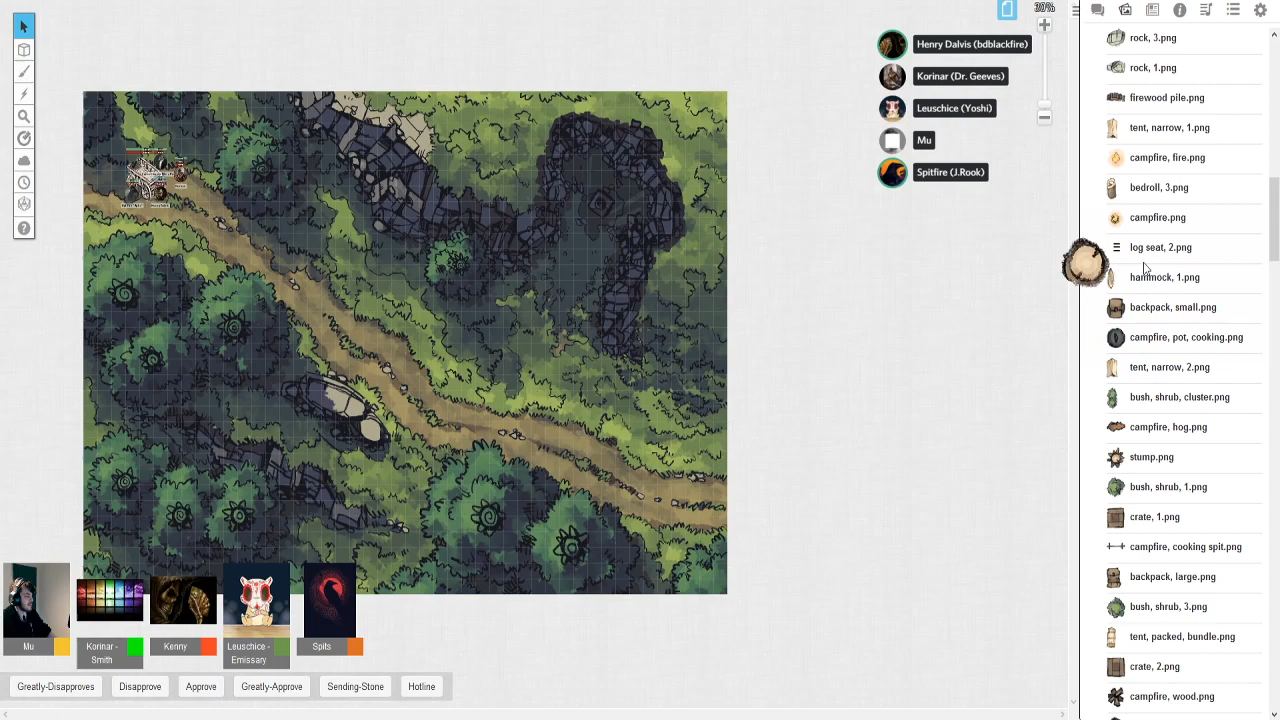 39%
Henry Dalvis (bdblackfire)
Korinar (Dr. Geeves)
Leuschice (Yoshi)
Mu
Spitfire (J.Rook)
rock, 3.png
rock, 1.png
firewood pile.png
tent, narrow, 1.png
campfire, fire.png
bedroll, 3.png
campfire.png
log seat, 2.png
hammock, 1.png
backpack, small.png
campfire, pot, cooking.png
tent, narrow, 2.png
bush, shrub, cluster.png
campfire, hog.png
stump.png
bush, shrub, 1.png
crate, 1.png
campfire, cooking spit.png
backpack, large.png
bush, shrub, 3.png
tent, packed, bundle.png
crate, 2.png
campfire, wood.png
Mu
Korinar -
Smith
Kenny
Leuschice -
Emissary
Spits
Greatly-Disapproves
Disapprove
Approve
Greatly-Approve
Sending-Stone
Hotline